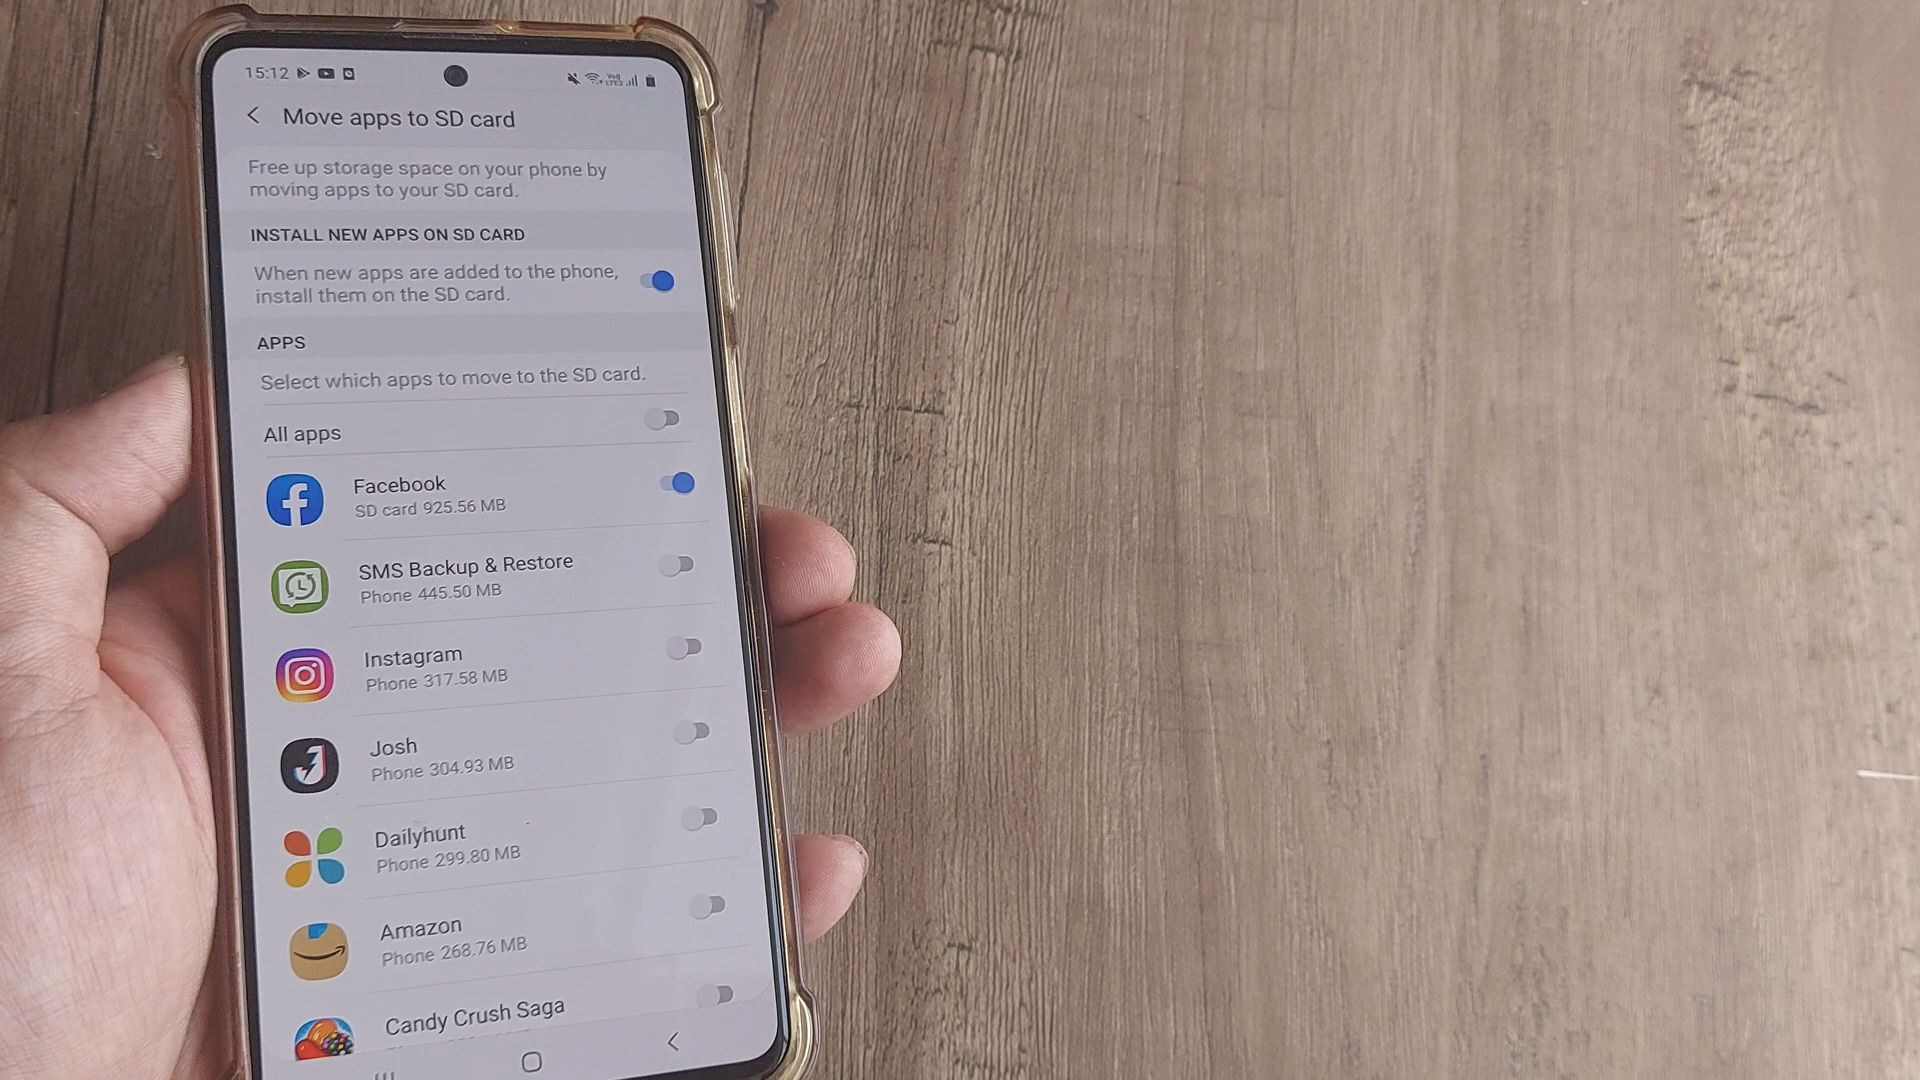 15:12
Move apps to SD card
Free up storage space on your phone by
moving apps to your SD card.
INSTALL NEW APPS ON SD CARD
When new apps are added to the phone,
install them on the SD card.
APPS
Select which apps to move to the SD card.
All apps
Facebook
SD card 925.56 MB
SMS Backup & Restore
Phone 445.50 MB
Instagram
Phone 317.58 MB
Josh
Phone 304.93 MB
Dailyhunt
Phone 299.80 MB
Amazon
Phone 268.76 MB
Candy Crush Saga